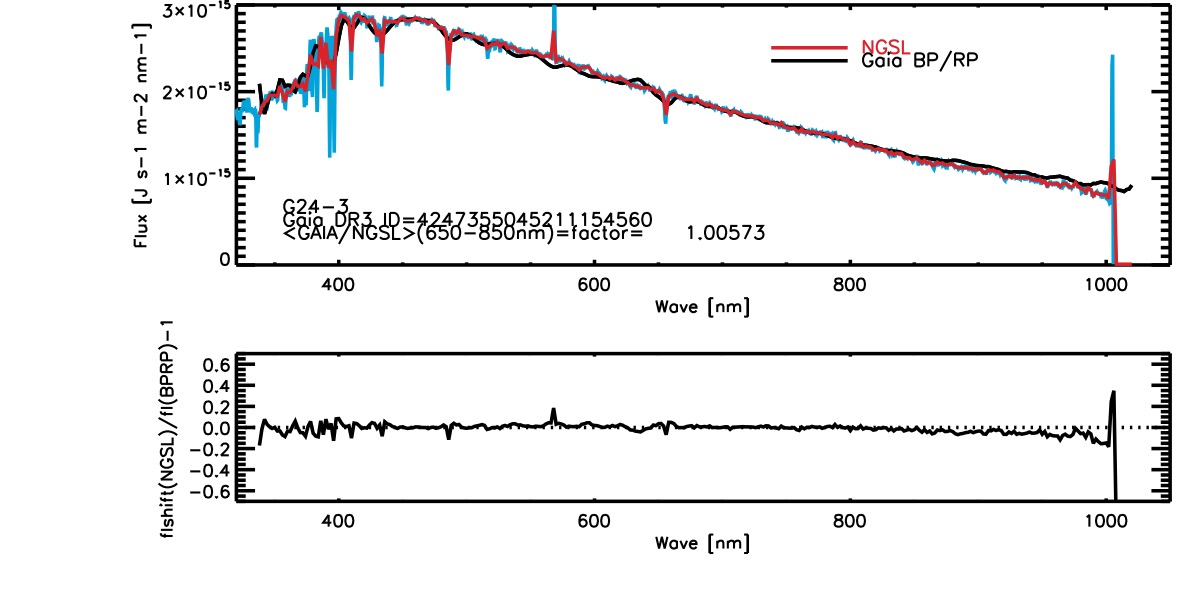 3×10−15
2×10−15
1×10−15
0
Flux [J s−1 m−2 nm−1]
NGSL
Gaia BP/RP
G24−3
Gaia DR3 ID=4247355045211154560
<GAIA/NGSL>(650−850nm)=factor= 1.00573
400 600 800 1000
Wave [nm]
flshift(NGSL)/fl(BPRP)−1
0.6
0.4
0.2
0.0
−0.2
−0.4
−0.6
400 600 800 1000
Wave [nm]